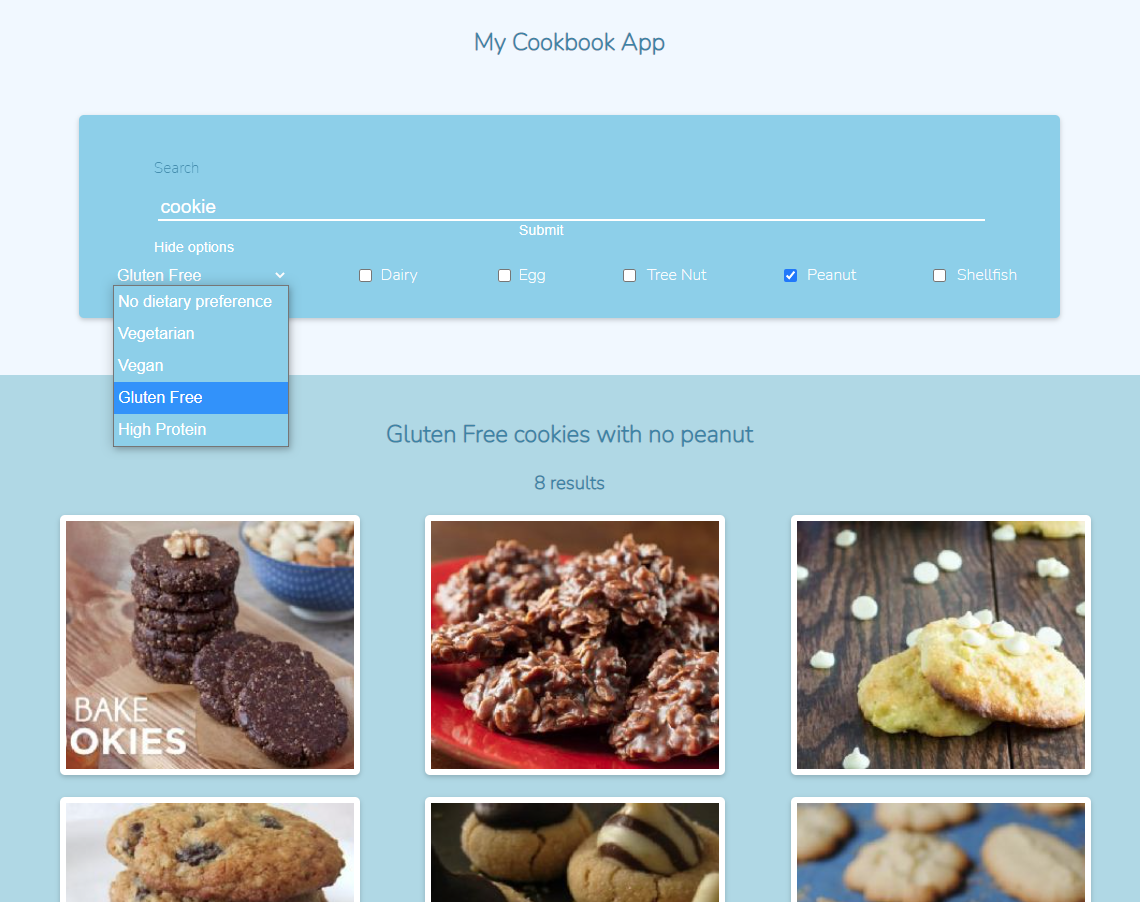 My Cookbook App
Search
cookie
Submit
Hide options
Gluten Free Dairy Egg Tree Nut Peanut Shellfish
No dietary preference
Vegetarian
Vegan
Gluten Free
High Protein
Gluten Free cookies with no peanut
8 results
BAKE
OKIES